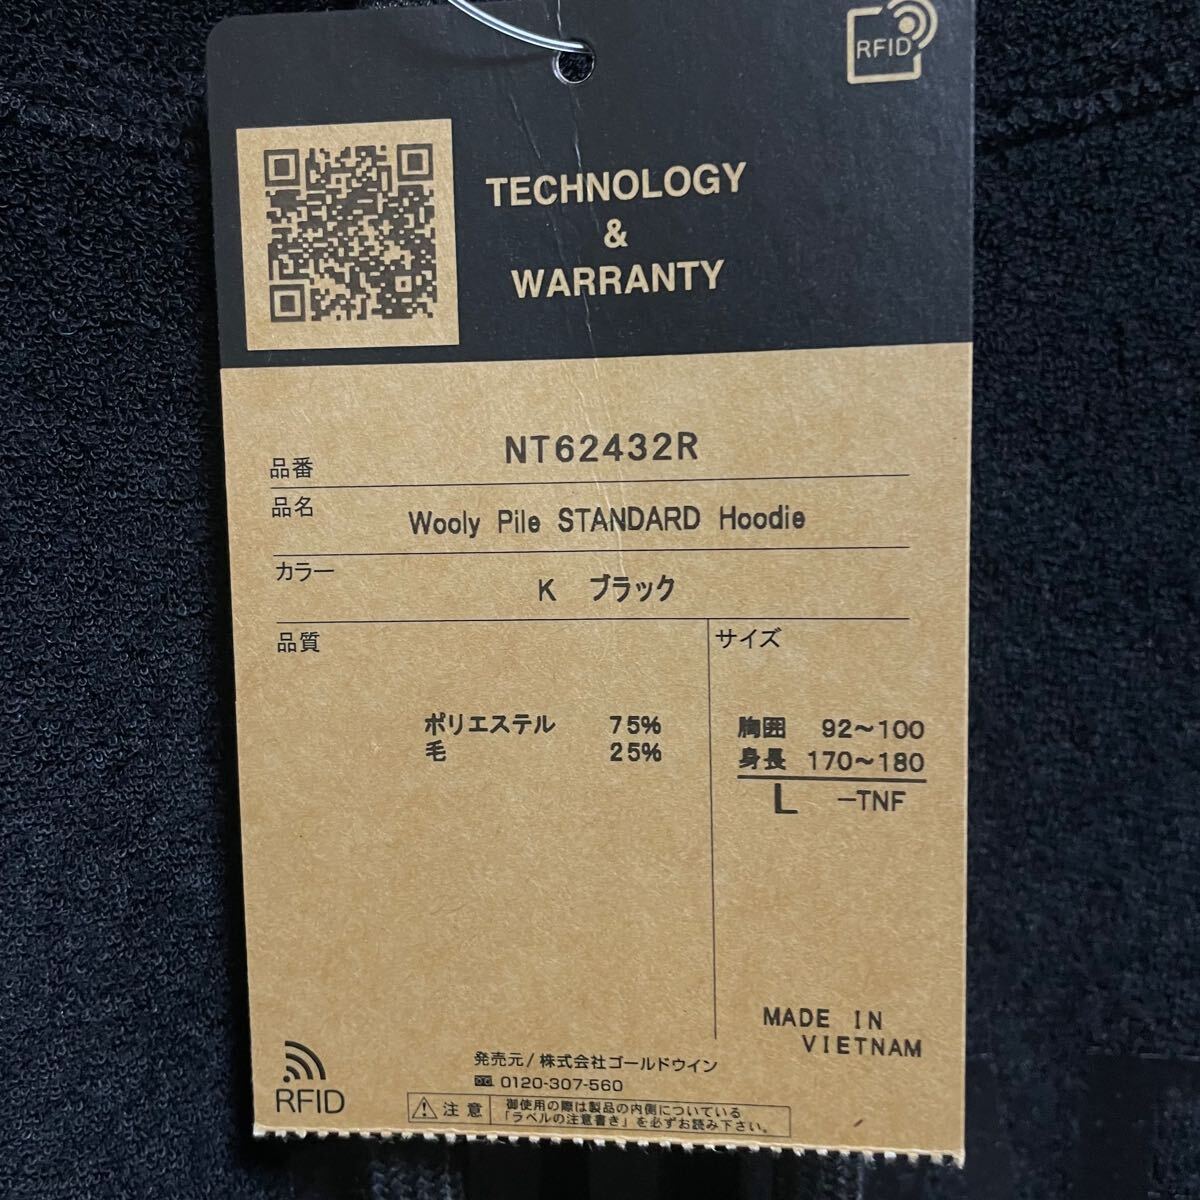 RFID
TECHNOLOGY
&
WARRANTY
品番 NT62432R
品名 Wooly Pile STANDARD Hoodie
カラー K ブラック
品質
ポリエステル 75%
毛 25%
サイズ
胸囲 92～100
身長 170～180
L -TNF
MADE IN
VIETNAM
発売元/株式会社ゴールドウイン
0120-307-560
RFID
注意
御使用の際は製品の内側についている
「ラベルの注意書き」を必ずお読み下さい。